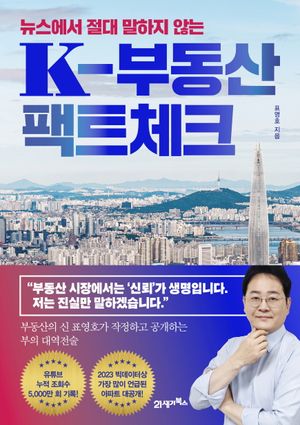 뉴스에서 절대 말하지 않는
K-부동산
팩트체크
표영호 지음
“부동산 시장에서는 ‘신뢰’가 생명입니다.
저는 진실만 말하겠습니다.”
부동산의 신 표영호가 작정하고 공개하는
부의 대역전술
유튜브
누적 조회수
5,000만 회 기록!
2023 빅데이터상
가장 많이 언급된
아파트 대공개!
21세기북스